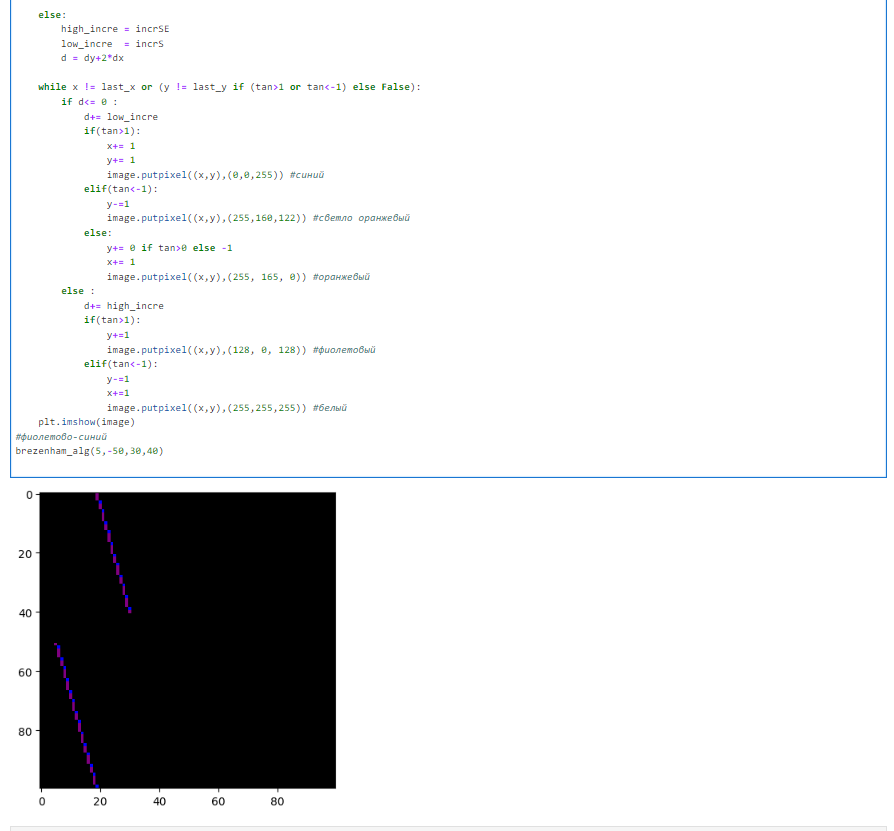 else:
high_incre = incrSE
low_incre  = incrS
d = dy+2*dx
while x != last_x or (y != last_y if (tan>1 or tan<-1) else False):
if d<= 0 :
d+= low_incre
if(tan>1):
x+= 1
y+= 1
image.putpixel((x,y),(0,0,255)) #синий
elif(tan<-1):
y-=1
image.putpixel((x,y),(255,160,122)) #светло оранжевый
else:
y+= 0 if tan>0 else -1
x+= 1
image.putpixel((x,y),(255, 165, 0)) #оранжевый
else :
d+= high_incre
if(tan>1):
y+=1
image.putpixel((x,y),(128, 0, 128)) #фиолетовый
elif(tan<-1):
y-=1
x+=1
image.putpixel((x,y),(255,255,255)) #белый
plt.imshow(image)
#фиолетово-синий
brezenham_alg(5,-50,30,40)
0
20
40
60
80
0 20 40 60 80